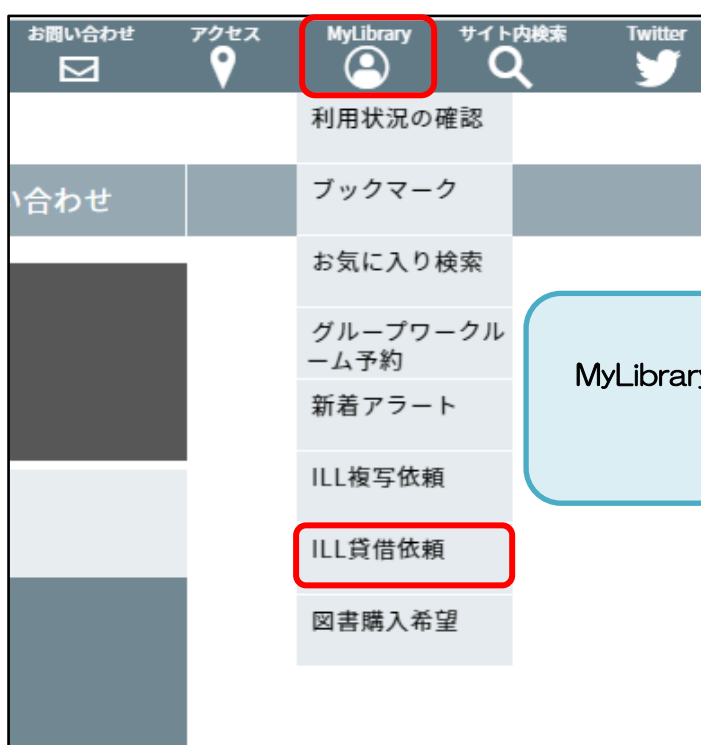 お問い合わせ
アクセス
MyLibrary
サイト内検索
Twitter
利用状況の確認
い合わせ
ブックマーク
お気に入り検索
グループワークル
ーム予約
MyLibrary
新着アラート
ILL複写依頼
ILL貸借依頼
図書購入希望